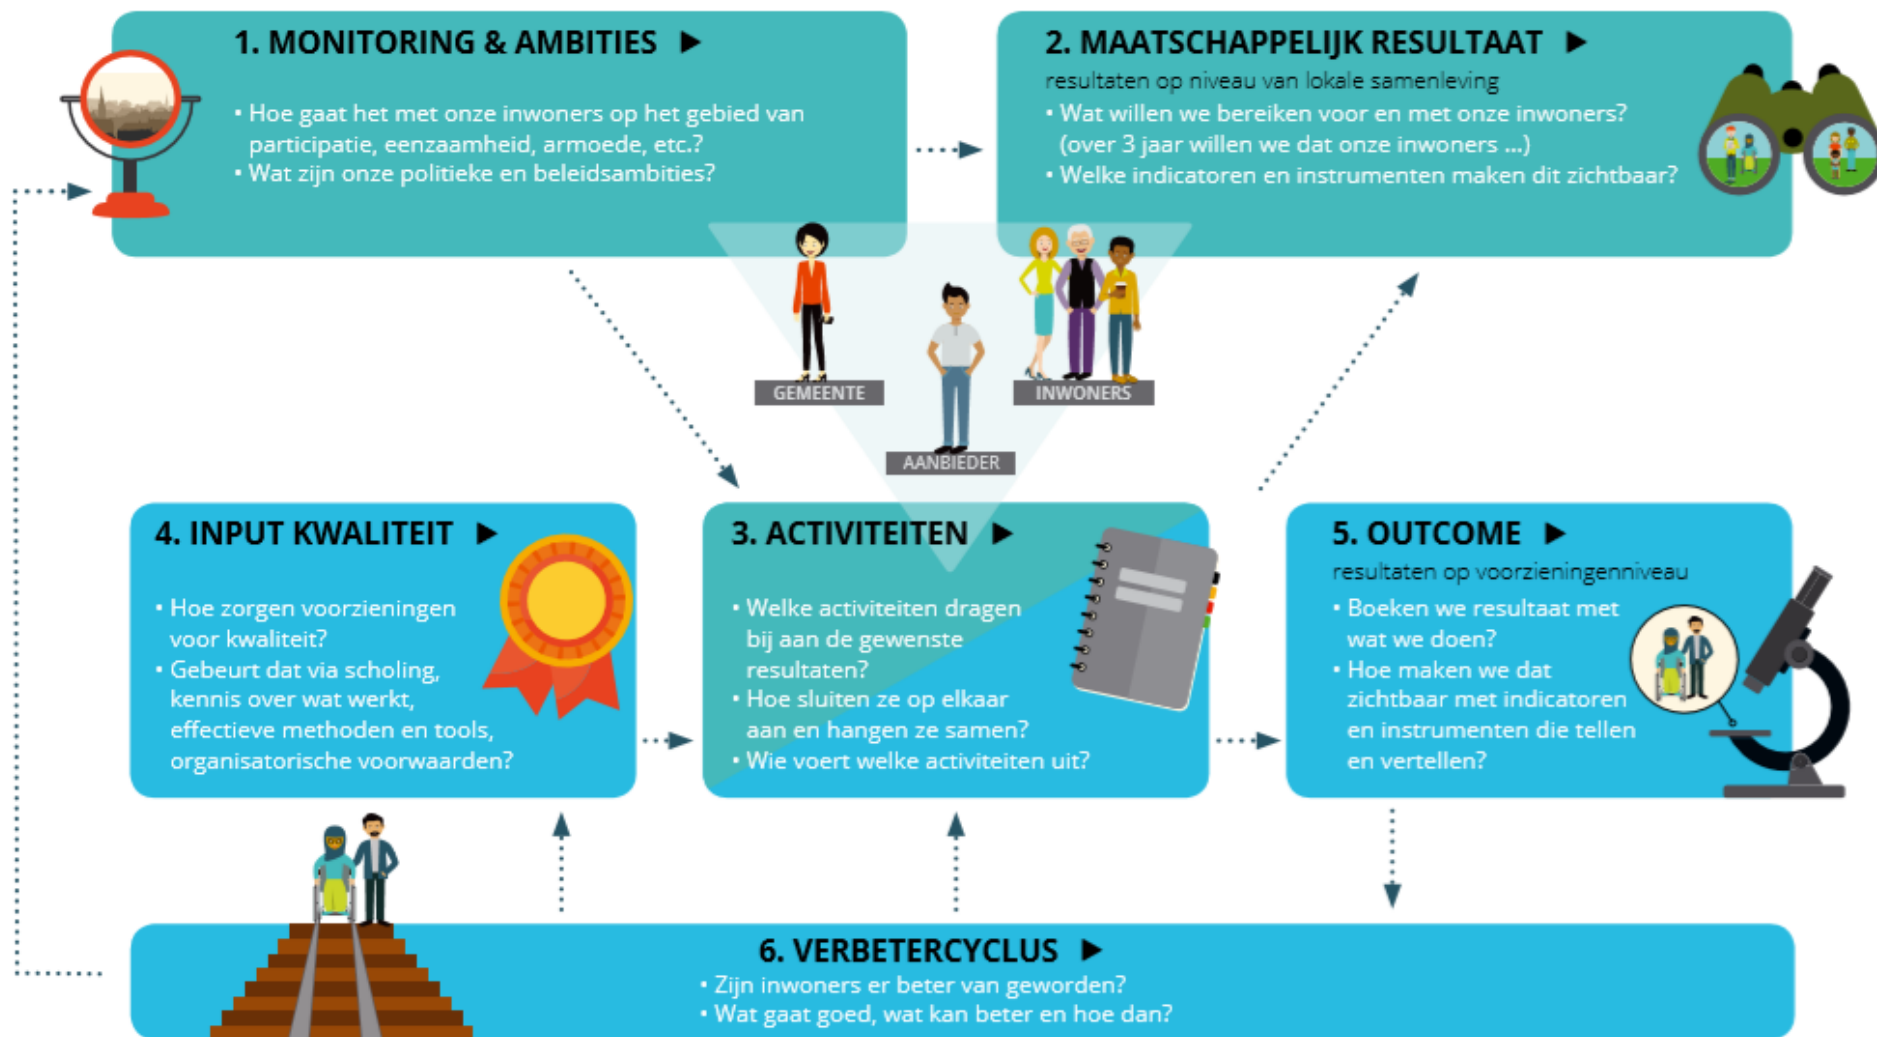 1. MONITORING & AMBITIES ▶
• Hoe gaat het met onze inwoners op het gebied van
participatie, eenzaamheid, armoede, etc.?
• Wat zijn onze politieke en beleidsambities?
2. MAATSCHAPPELIJK RESULTAAT ▶
resultaten op niveau van lokale samenleving
• Wat willen we bereiken voor en met onze inwoners?
(over 3 jaar willen we dat onze inwoners ...)
• Welke indicatoren en instrumenten maken dit zichtbaar?
GEMEENTE
INWONERS
AANBIEDER
4. INPUT KWALITEIT ▶
• Hoe zorgen voorzieningen
voor kwaliteit?
• Gebeurt dat via scholing,
kennis over wat werkt,
effectieve methoden en tools,
organisatorische voorwaarden?
3. ACTIVITEITEN ▶
• Welke activiteiten dragen
bij aan de gewenste
resultaten?
• Hoe sluiten ze op elkaar
aan en hangen ze samen?
• Wie voert welke activiteiten uit?
5. OUTCOME ▶
resultaten op voorzieningenniveau
• Boeken we resultaat met
wat we doen?
• Hoe maken we dat
zichtbaar met indicatoren
en instrumenten die tellen
en vertellen?
6. VERBETERCYCLUS ▶
• Zijn inwoners er beter van geworden?
• Wat gaat goed, wat kan beter en hoe dan?